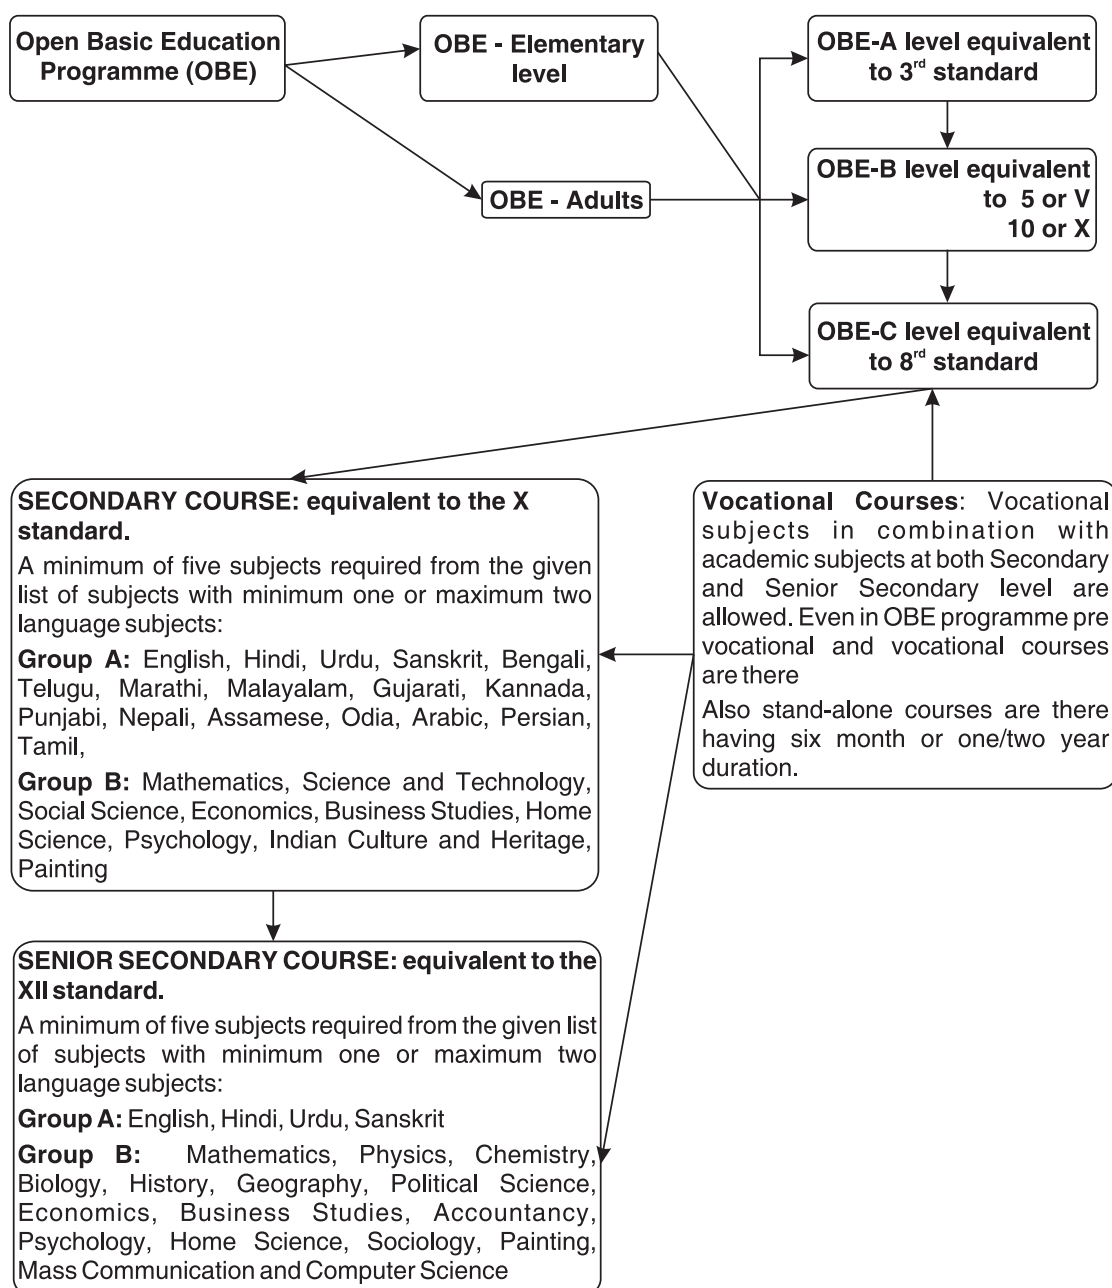 Open Basic Education
Programme (OBE)
OBE - Elementary
level
OBE - Adults
OBE-A level equivalent
to 3rd standard
OBE-B level equivalent
to 5 or V
10 or X
OBE-C level equivalent
to 8rd standard
SECONDARY COURSE: equivalent to the X
standard.
A minimum of five subjects required from the given
list of subjects with minimum one or maximum two
language subjects:
Group A: English, Hindi, Urdu, Sanskrit, Bengali,
Telugu, Marathi, Malayalam, Gujarati, Kannada,
Punjabi, Nepali, Assamese, Odia, Arabic, Persian,
Tamil,
Group B: Mathematics, Science and Technology,
Social Science, Economics, Business Studies, Home
Science, Psychology, Indian Culture and Heritage,
Painting
Vocational Courses: Vocational
subjects in combination with
academic subjects at both Secondary
and Senior Secondary level are
allowed. Even in OBE programme pre
vocational and vocational courses
are there
Also stand-alone courses are there
having six month or one/two year
duration.
SENIOR SECONDARY COURSE: equivalent to the
XII standard.
A minimum of five subjects required from the given list
of subjects with minimum one or maximum two
language subjects:
Group A: English, Hindi, Urdu, Sanskrit
Group B: Mathematics, Physics, Chemistry,
Biology, History, Geography, Political Science,
Economics, Business Studies, Accountancy,
Psychology, Home Science, Sociology, Painting,
Mass Communication and Computer Science